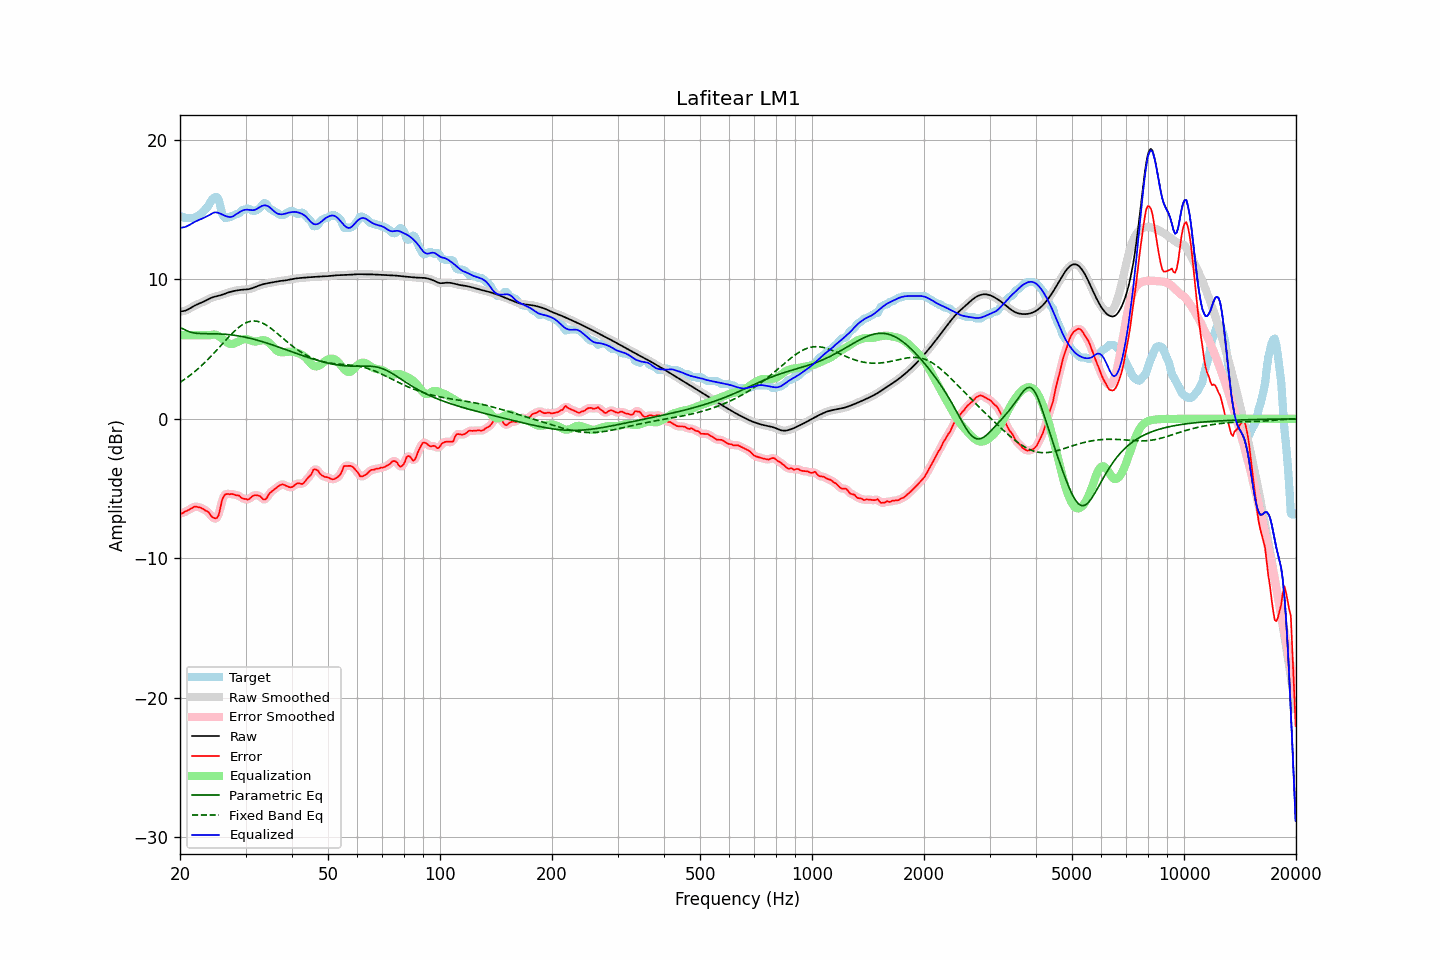 Lafitear LM1
Amplitude (dBr)
20
10
0
−10
−20
−30
Target
Raw Smoothed
Error Smoothed
Raw
Error
Equalization
Parametric Eq
Fixed Band Eq
Equalized
20 50 100 200 500 1000 2000 5000 10000 20000
Frequency (Hz)